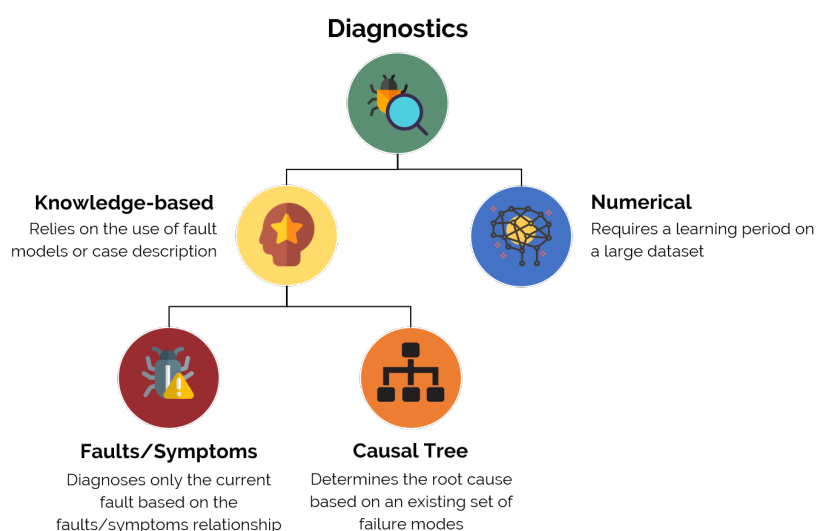 Diagnostics
Knowledge-based
Relies on the use of fault
models or case description
Numerical
Requires a learning period on
a large dataset
Faults/Symptoms
Diagnoses only the current
fault based on the
faults/symptoms relationship
Causal Tree
Determines the root cause
based on an existing set of
failure modes